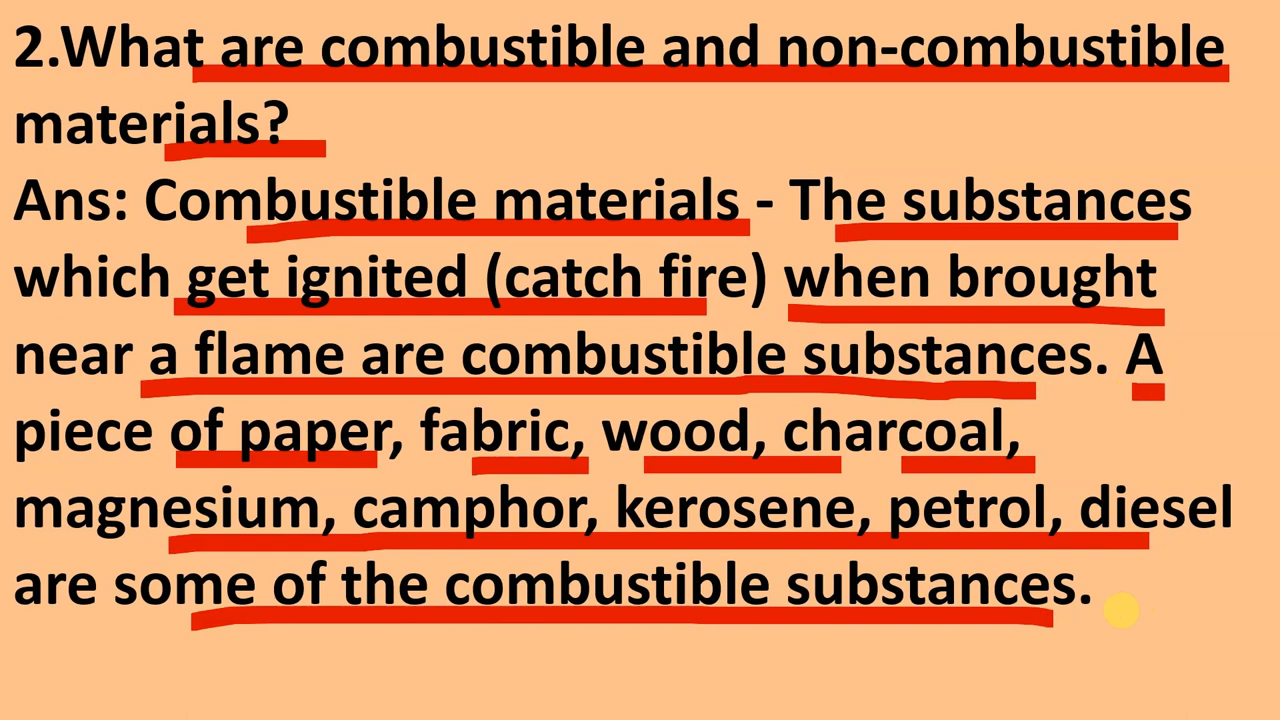 2.What are combustible and non-combustible
materials?
Ans: Combustible materials - The substances
which get ignited (catch fire) when brought
near a flame are combustible substances. A
piece of paper, fabric, wood, charcoal,
magnesium, camphor, kerosene, petrol, diesel
are some of the combustible substances.